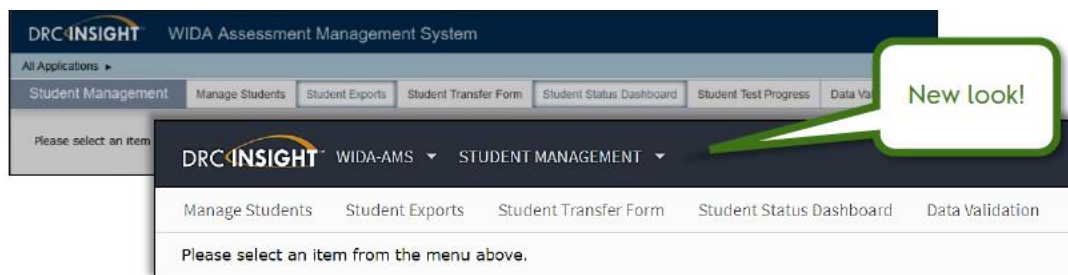 DRC INSIGHT WIDA Assessment Management System
All Applications ►
Student Management Manage Students Student Exports Student Transfer Form Student Status Dashboard Student Test Progress Data
New look!
Please select an item
DRC INSIGHT WIDA-AMS ▾ STUDENT MANAGEMENT ▾
Manage Students Student Exports Student Transfer Form Student Status Dashboard Data Validation
Please select an item from the menu above.